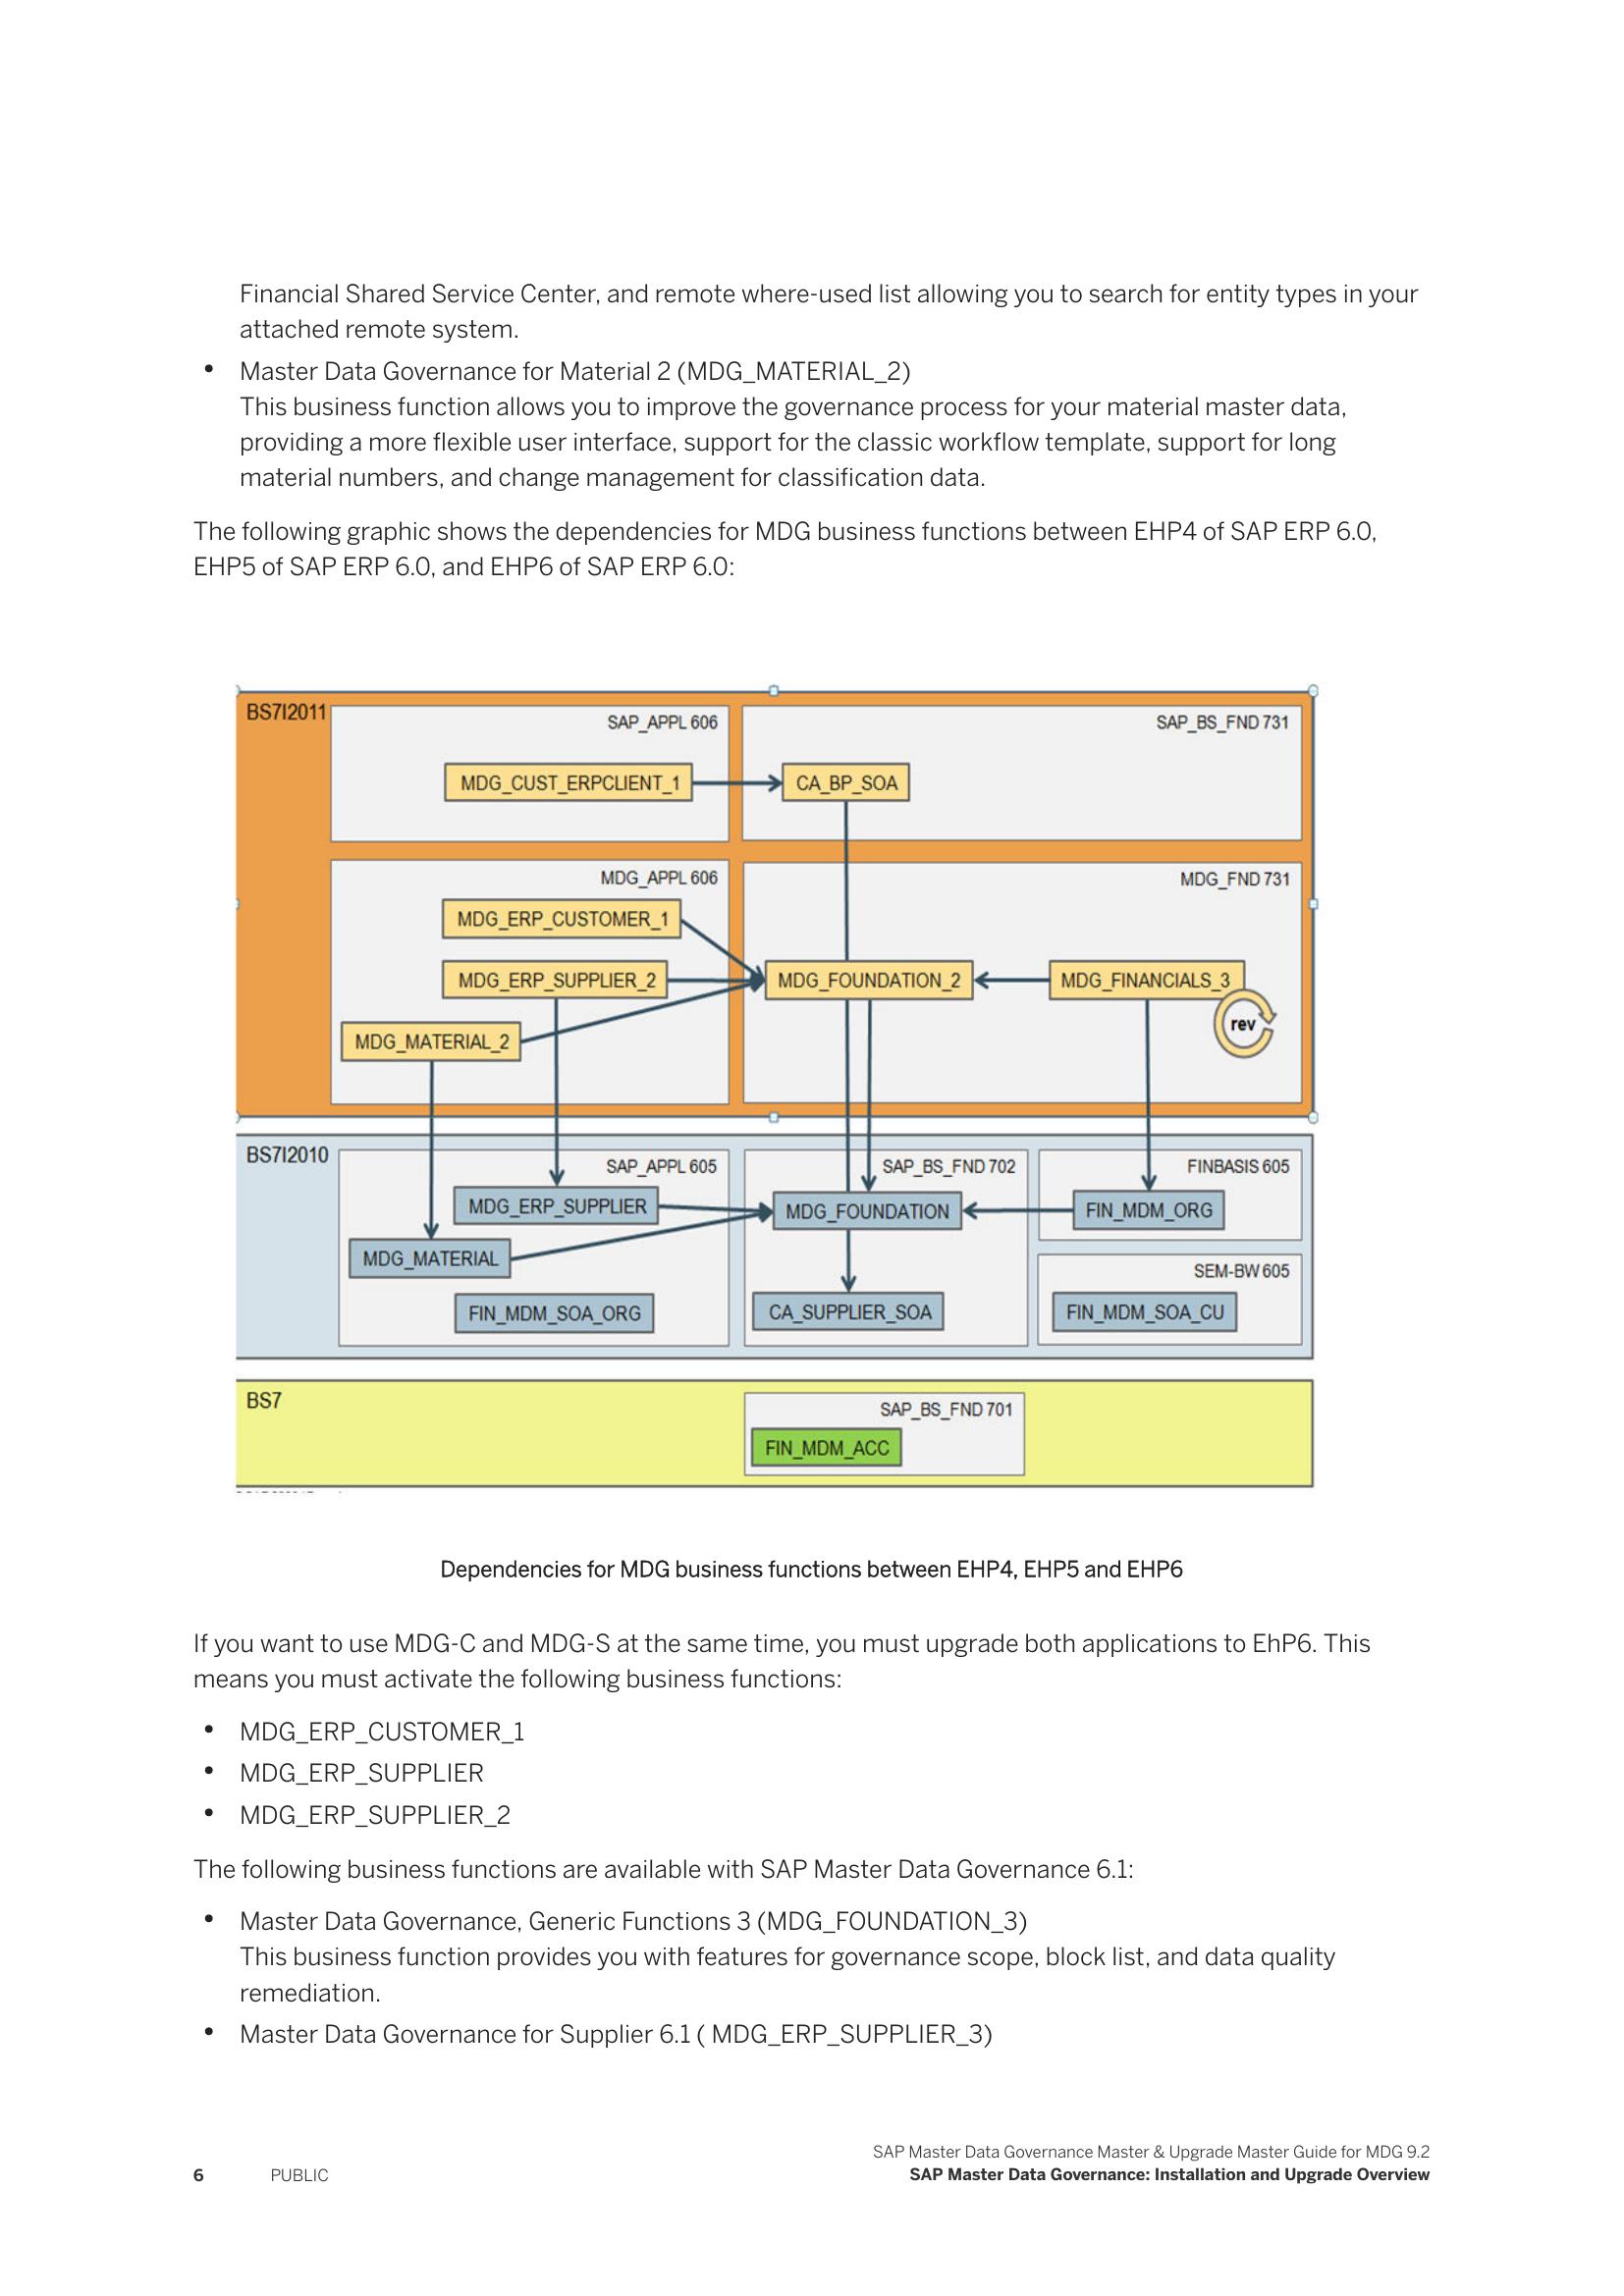 Financial Shared Service Center, and remote where-used list allowing you to search for entity types in your
attached remote system.
• Master Data Governance for Material 2 (MDG_MATERIAL_2)
This business function allows you to improve the governance process for your material master data,
providing a more flexible user interface, support for the classic workflow template, support for long
material numbers, and change management for classification data.
The following graphic shows the dependencies for MDG business functions between EHP4 of SAP ERP 6.0,
EHP5 of SAP ERP 6.0, and EHP6 of SAP ERP 6.0:
BS7I2011
SAP_APPL 606
SAP_BS_FND 731
MDG_CUST_ERPCLIENT_1
CA_BP_SOA
MDG_APPL 606
MDG_FND 731
MDG_ERP_CUSTOMER_1
MDG_ERP_SUPPLIER_2
MDG_FOUNDATION_2
MDG_FINANCIALS_3
rev
MDG_MATERIAL_2
BS7I2010
SAP_APPL 605
SAP_BS_FND 702
FINBASIS 605
MDG_ERP_SUPPLIER
MDG_FOUNDATION
FIN_MDM_ORG
MDG_MATERIAL
SEM-BW 605
FIN_MDM_SOA_ORG
CA_SUPPLIER_SOA
FIN_MDM_SOA_CU
BS7
SAP_BS_FND 701
FIN_MDM_ACC
Dependencies for MDG business functions between EHP4, EHP5 and EHP6
If you want to use MDG-C and MDG-S at the same time, you must upgrade both applications to EhP6. This
means you must activate the following business functions:
• MDG_ERP_CUSTOMER_1
• MDG_ERP_SUPPLIER
• MDG_ERP_SUPPLIER_2
The following business functions are available with SAP Master Data Governance 6.1:
• Master Data Governance, Generic Functions 3 (MDG_FOUNDATION_3)
This business function provides you with features for governance scope, block list, and data quality
remediation.
• Master Data Governance for Supplier 6.1 ( MDG_ERP_SUPPLIER_3)
SAP Master Data Governance Master & Upgrade Master Guide for MDG 9.2
6 PUBLIC SAP Master Data Governance: Installation and Upgrade Overview